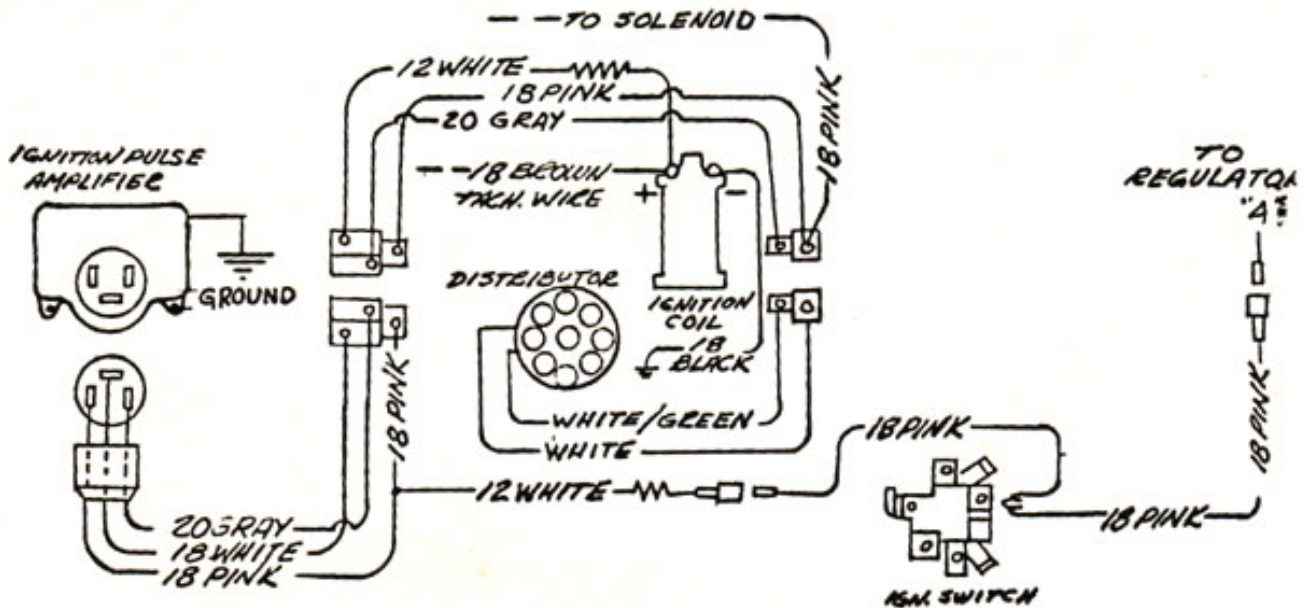 TO SOLENOID
12 WHITE
18 PINK
20 GRAY
18 PINK
IGNITION PULSE
AMPLIFIER
18 BROWN
TACH. WIRE
+
−
TO
REGULATOR
"A"
GROUND
DISTRIBUTOR
IGNITION
COIL
18
BLACK
18 PINK
WHITE/GREEN
WHITE
18 PINK
18 PINK
12 WHITE
18 PINK
20 GRAY
18 WHITE
18 PINK
IGN. SWITCH